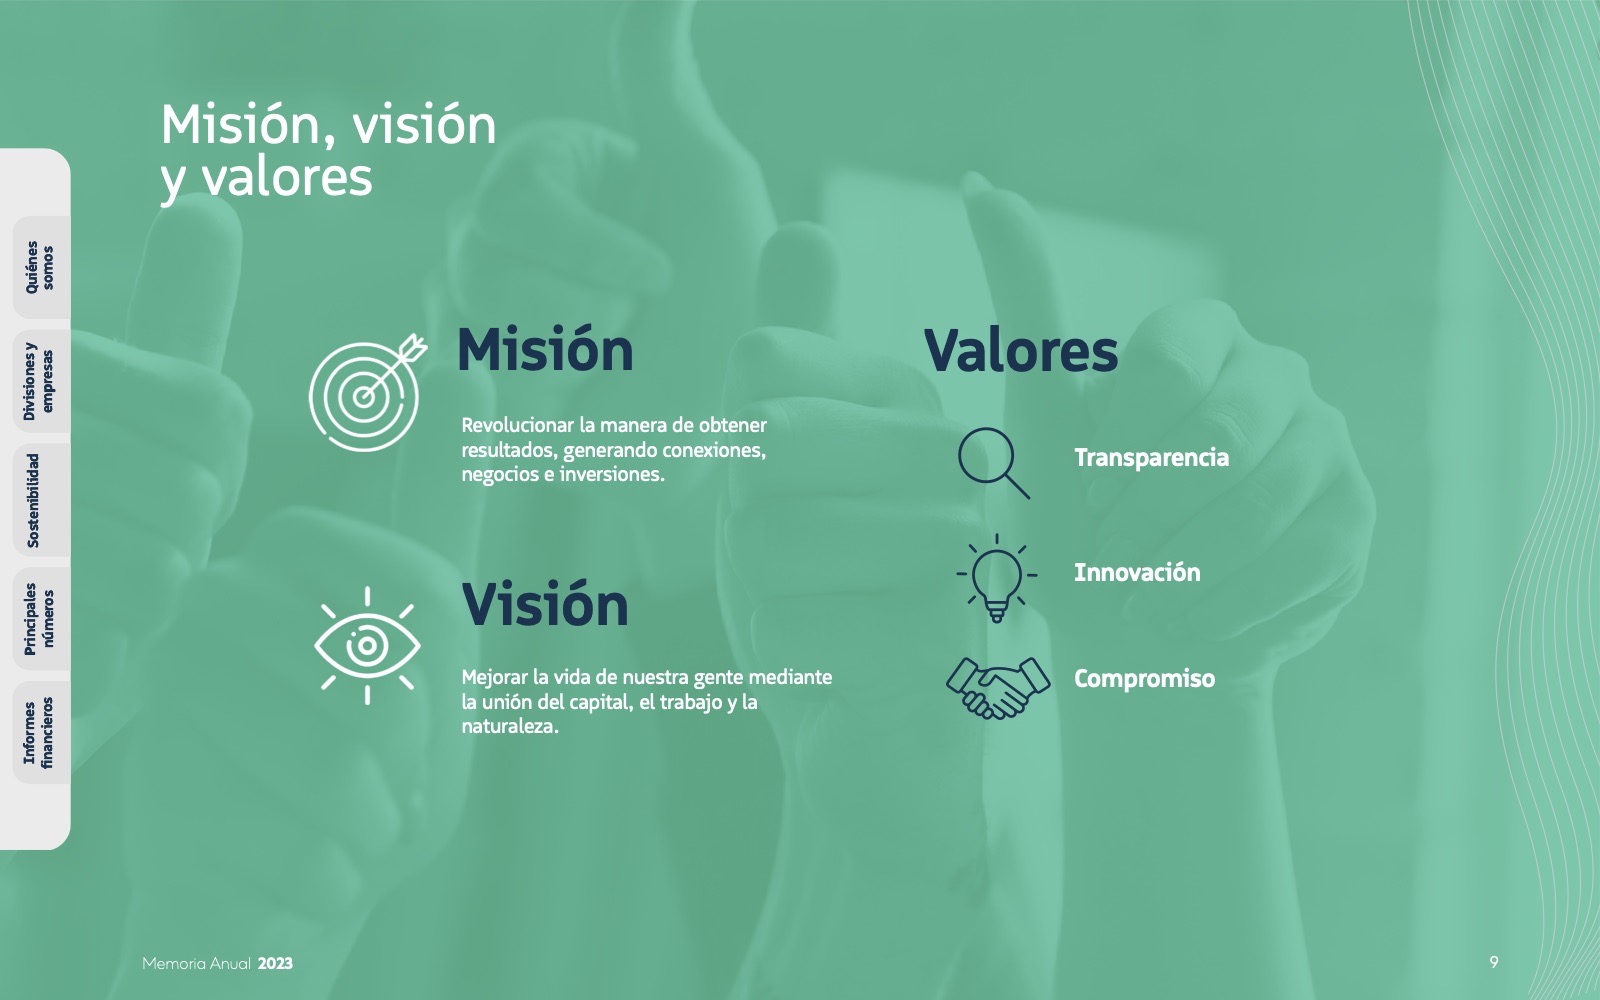 Misión, visión
y valores
Quiénes
somos
Divisiones y
empresas
Sostenibilidad
Principales
números
Informes
financieros
Misión
Revolucionar la manera de obtener
resultados, generando conexiones,
negocios e inversiones.
Visión
Mejorar la vida de nuestra gente mediante
la unión del capital, el trabajo y la
naturaleza.
Valores
Transparencia
Innovación
Compromiso
Memoria Anual 2023
9